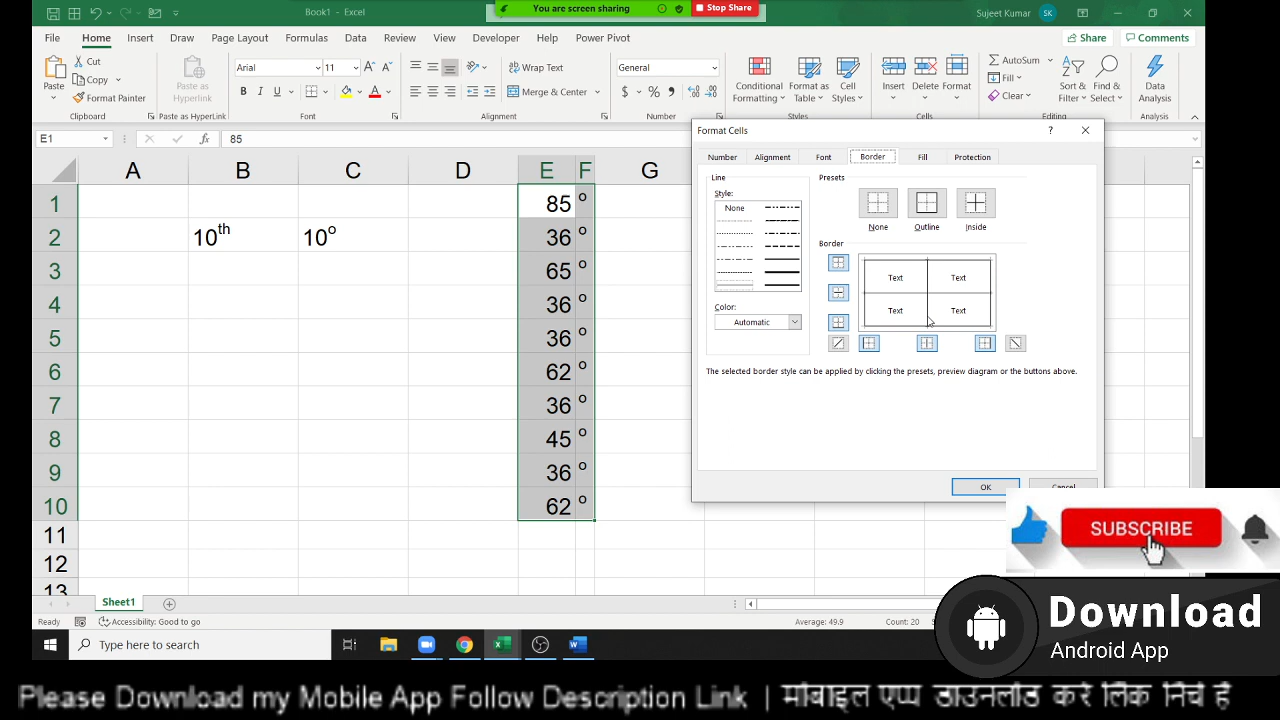 Book1 - Excel
You are screen sharing
Stop Share
Sujeet Kumar
SK
File Home Insert Draw Page Layout Formulas Data Review View Developer Help Power Pivot
Share Comments
Paste
Cut
Copy
Format Painter
Clipboard
Paste as Hyperlink
Paste as HyperLink
Arial 11
B I U
Font
Wrap Text
Merge & Center
Alignment
General
Number
Conditional Formatting
Format as Table
Cell Styles
Styles
Insert Delete Format
AutoSum
Fill
Clear
Sort & Filter
Find & Select
Editing
Data Analysis
Analysis
E1 fx 85
A B C D E F G
1 85 º
2 10th 10º 36 º
3 65 º
4 36 º
5 36 º
6 62 º
7 36 º
8 45 º
9 36 º
10 62 º
11
12
13
Format Cells
?
Number Alignment Font Border Fill Protection
Line
Style:
None
Color:
Automatic
Presets
None Outline Inside
Border
Text Text
Text Text
The selected border style can be applied by clicking the presets, preview diagram or the buttons above.
OK Cancel
SUBSCRIBE
Sheet1
Ready Accessibility: Good to go Average: 49.9 Count: 20
Type here to search
Download
Android App
Please Download my Mobile App Follow Description Link | मोबाइल एप्प डाउनलोड करे लिंक निचे है